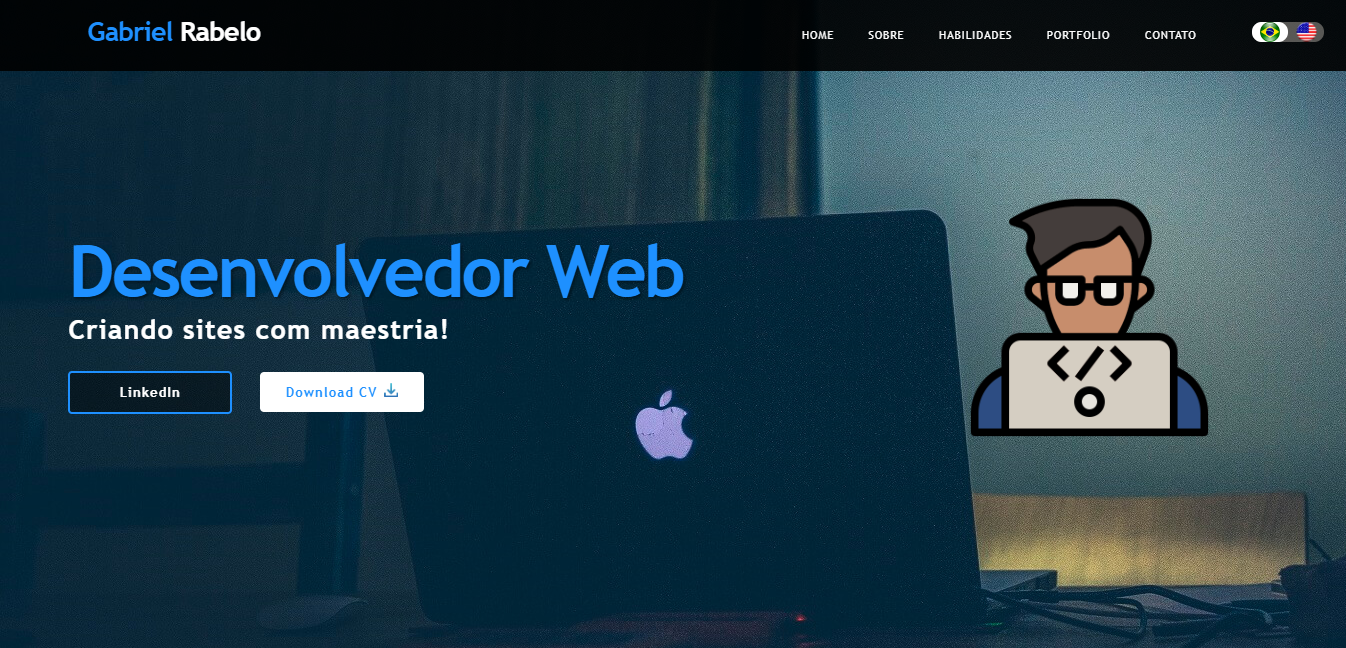 Gabriel Rabelo
HOME SOBRE HABILIDADES PORTFOLIO CONTATO
Desenvolvedor Web
Criando sites com maestria!
LinkedIn Download CV